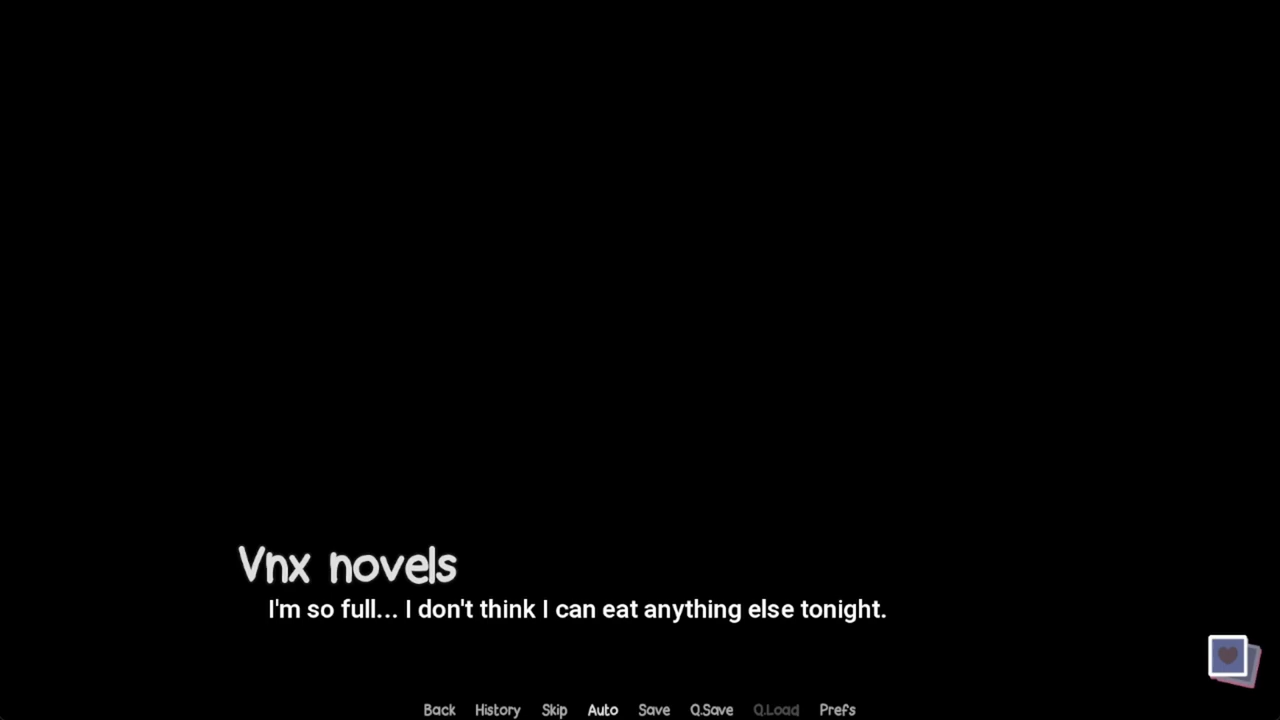 Vnx novels
I'm so full... I don't think I can eat anything else tonight.
Back History Skip Auto Save Q.Save Q.Load Prefs